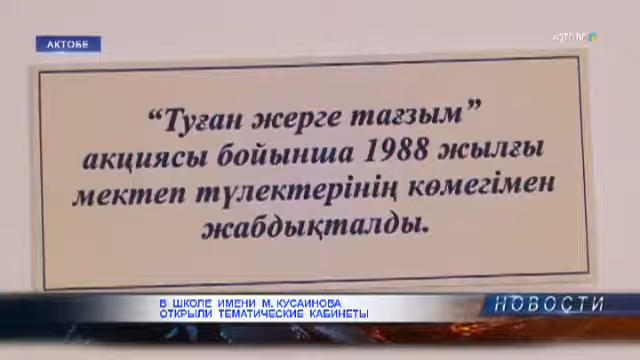 АКТОБЕ
AQTOBE
“Туған жерге тағзым”
акциясы бойынша 1988 жылғы
мектеп түлектерінің көмегімен
жабдықталды.
В ШКОЛЕ ИМЕНИ М. КУСАИНОВА
ОТКРЫЛИ ТЕМАТИЧЕСКИЕ КАБИНЕТЫ
НОВОСТИ